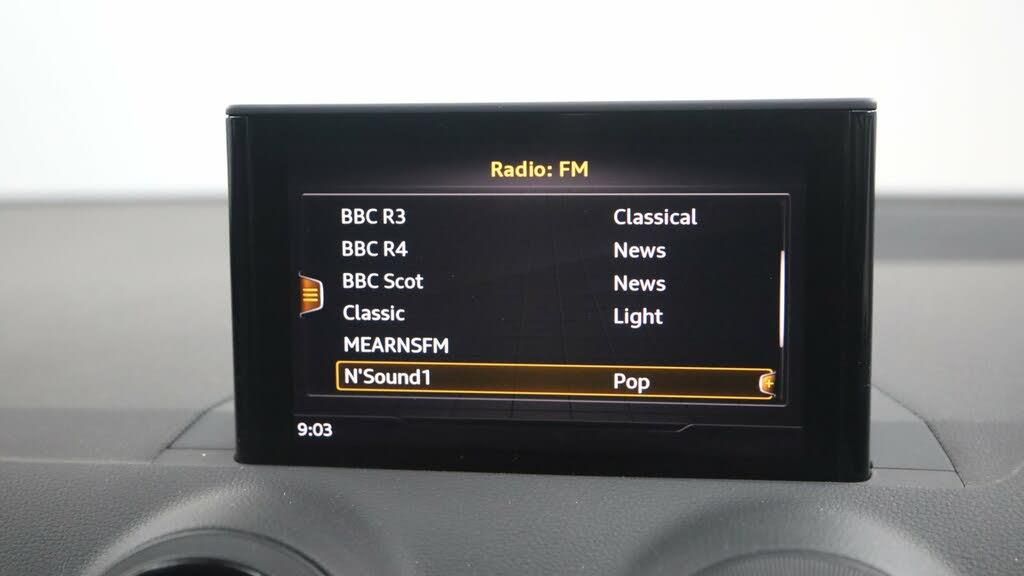 Radio: FM
BBC R3 Classical
BBC R4 News
BBC Scot News
Classic Light
MEARNSFM
N'Sound1 Pop
9:03